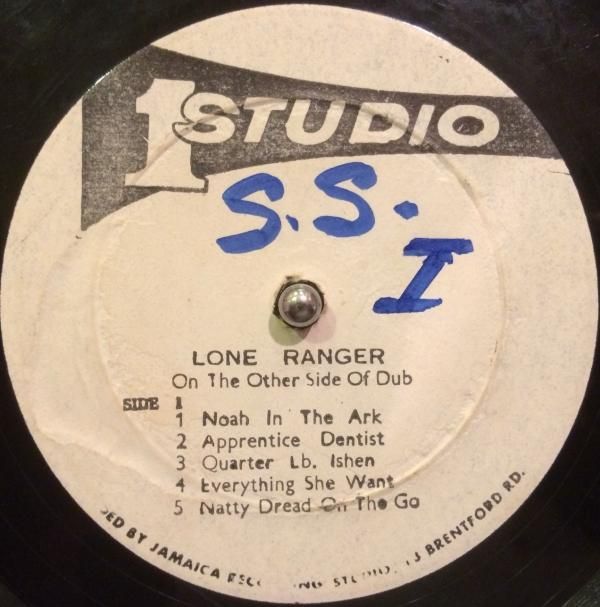 1 STUDIO
S.S.
I
LONE RANGER
On The Other Side Of Dub
SIDE 1
1 Noah In The Ark
2 Apprentice Dentist
3 Quarter Lb. Ishen
4 Everything She Want
5 Natty Dread On The Go
BY JAMAICA BRENTFORD RD.